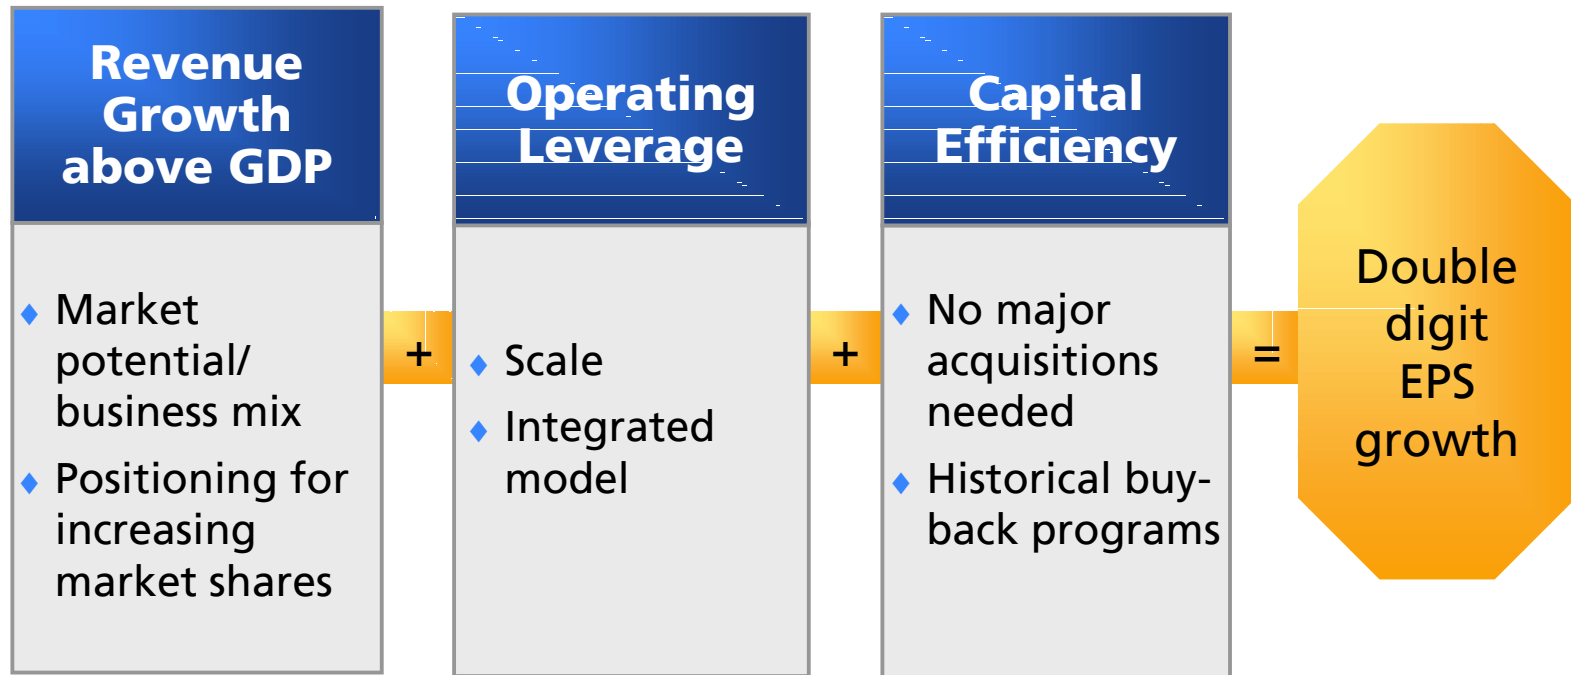 Revenue
Growth
above GDP
♦ Market
potential/
business mix
♦ Positioning for
increasing
market shares
+
Operating
Leverage
♦ Scale
♦ Integrated
model
+
Capital
Efficiency
♦ No major
acquisitions
needed
♦ Historical buy-
back programs
=
Double
digit
EPS
growth